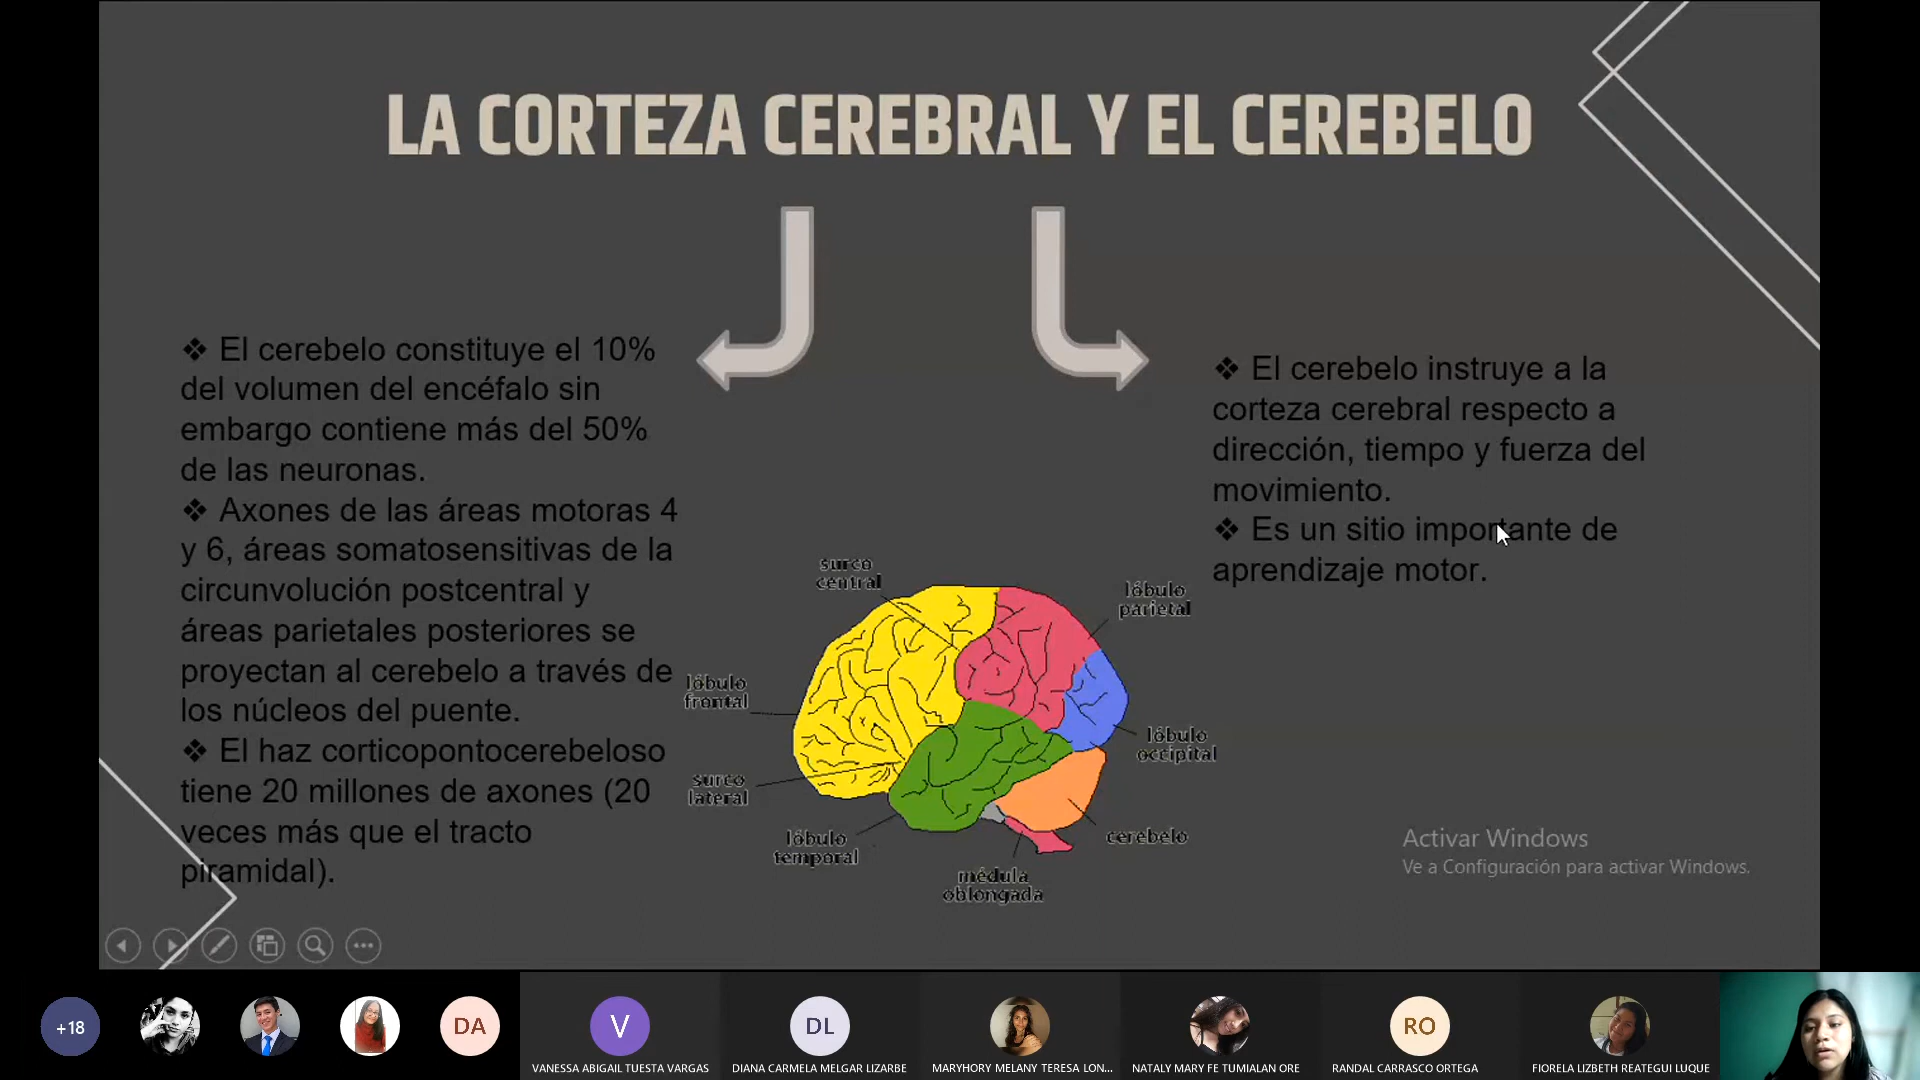 LA CORTEZA CEREBRAL Y EL CEREBELO
❖ El cerebelo constituye el 10%
del volumen del encéfalo sin
embargo contiene más del 50%
de las neuronas.
❖ Axones de las áreas motoras 4
y 6, áreas somatosensitivas de la
circunvolución postcentral y
áreas parietales posteriores se
proyectan al cerebelo a través de
los núcleos del puente.
❖ El haz corticopontocerebeloso
tiene 20 millones de axones (20
veces más que el tracto
piramidal).
❖ El cerebelo instruye a la
corteza cerebral respecto a
dirección, tiempo y fuerza del
movimiento.
❖ Es un sitio importante de
aprendizaje motor.
surco
central
lóbulo
parietal
lóbulo
frontal
lóbulo
occipital
surco
lateral
lóbulo
temporal
cerebelo
médula
oblongada
Activar Windows
Ve a Configuración para activar Windows.
+18
DA
V
DL
RO
VANESSA ABIGAIL TUESTA VARGAS
DIANA CARMELA MELGAR LIZARBE
MARYHORY MELANY TERESA LON...
NATALY MARY FE TUMIALAN ORE
RANDAL CARRASCO ORTEGA
FIORELA LIZBETH REATEGUI LUQUE